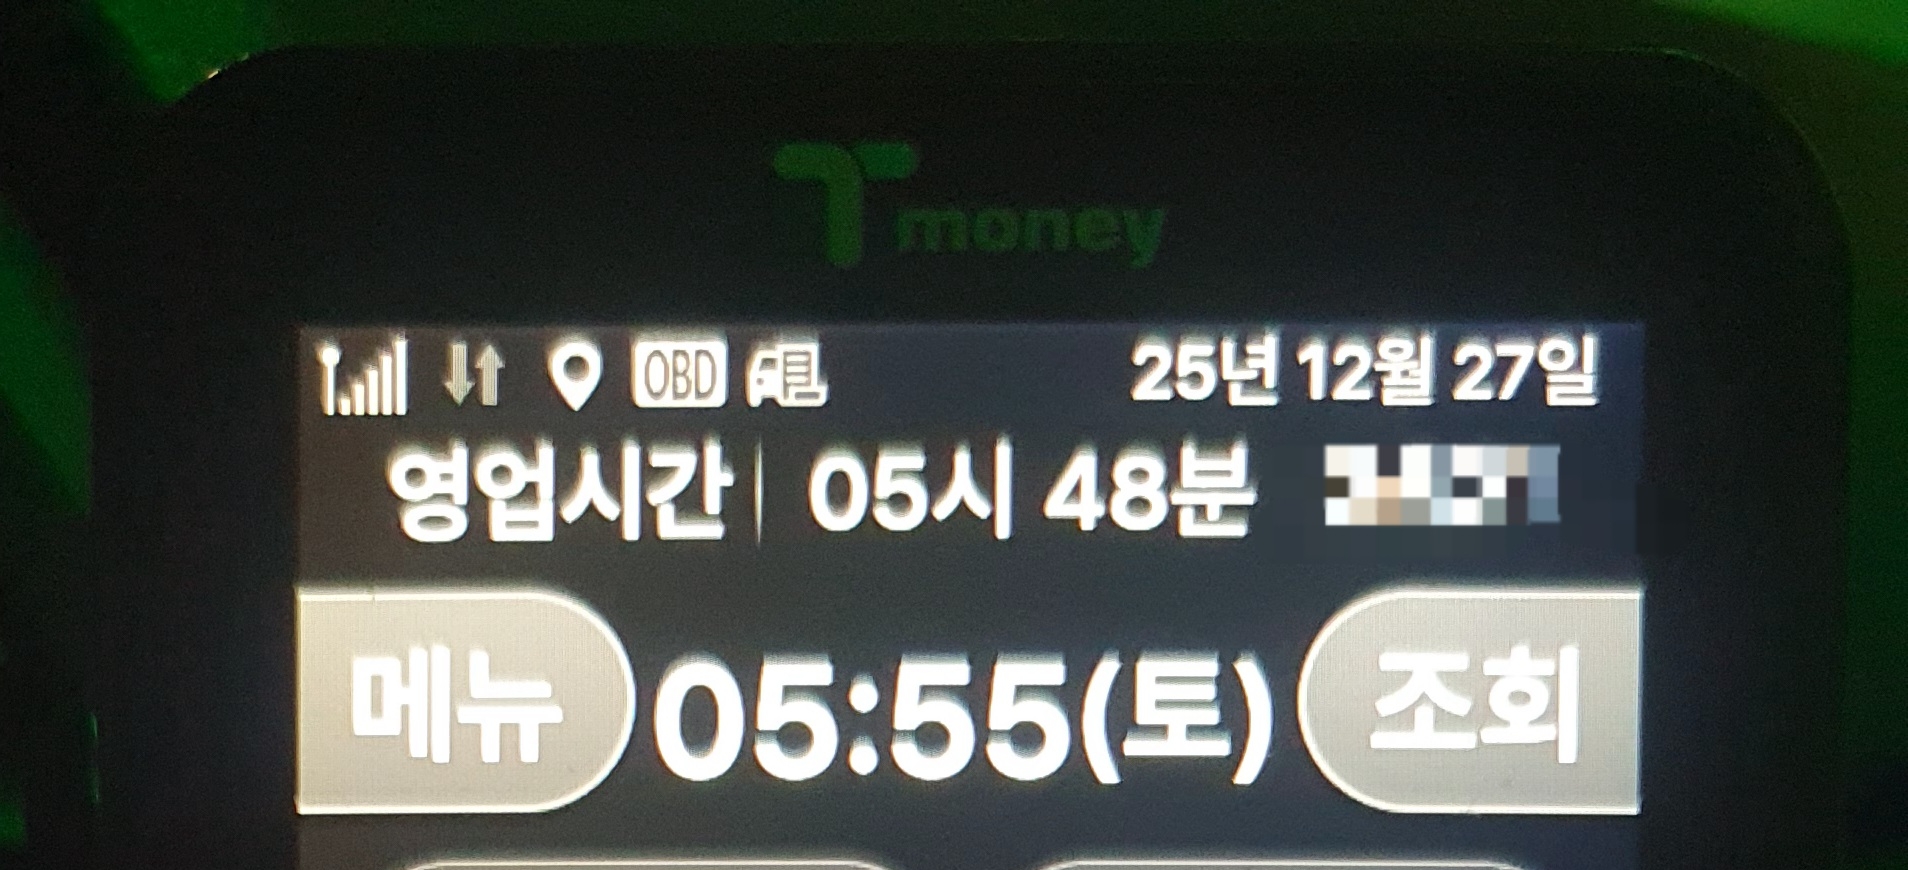 Tmoney
OBD 25년 12월 27일
영업시간 05시 48분
메뉴 05:55(토) 조회